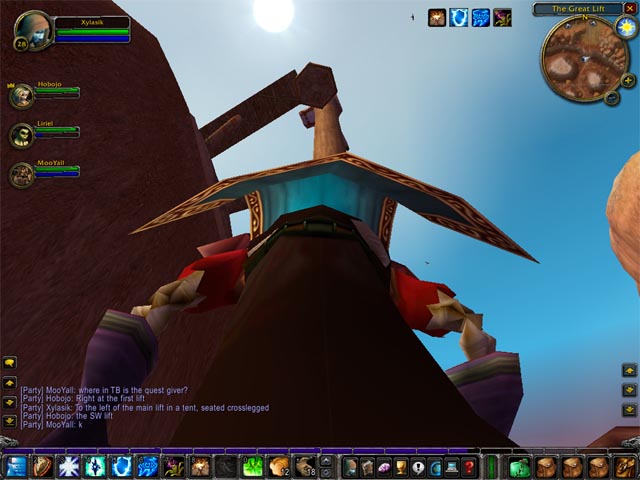 Xylasik
28
Hobojo
Liriel
MooYall
The Great Lift
N
[Party] MooYall: where in TB is the quest giver?
[Party] Hobojo: Right at the first lift
[Party] Xylasik: To the left of the main lift in a tent, seated crosslegged
[Party] Hobojo: the SW lift
[Party] MooYall: k
12
18